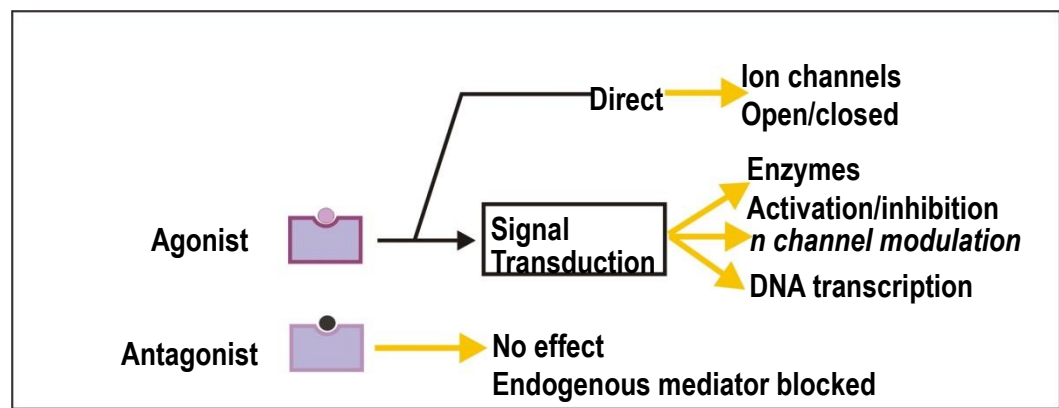 Ion channels
Direct
Open/closed
Enzymes
Activation/inhibition
Agonist
Signal
n channel modulation
Transduction
DNA transcription
Antagonist
No effect
Endogenous mediator blocked